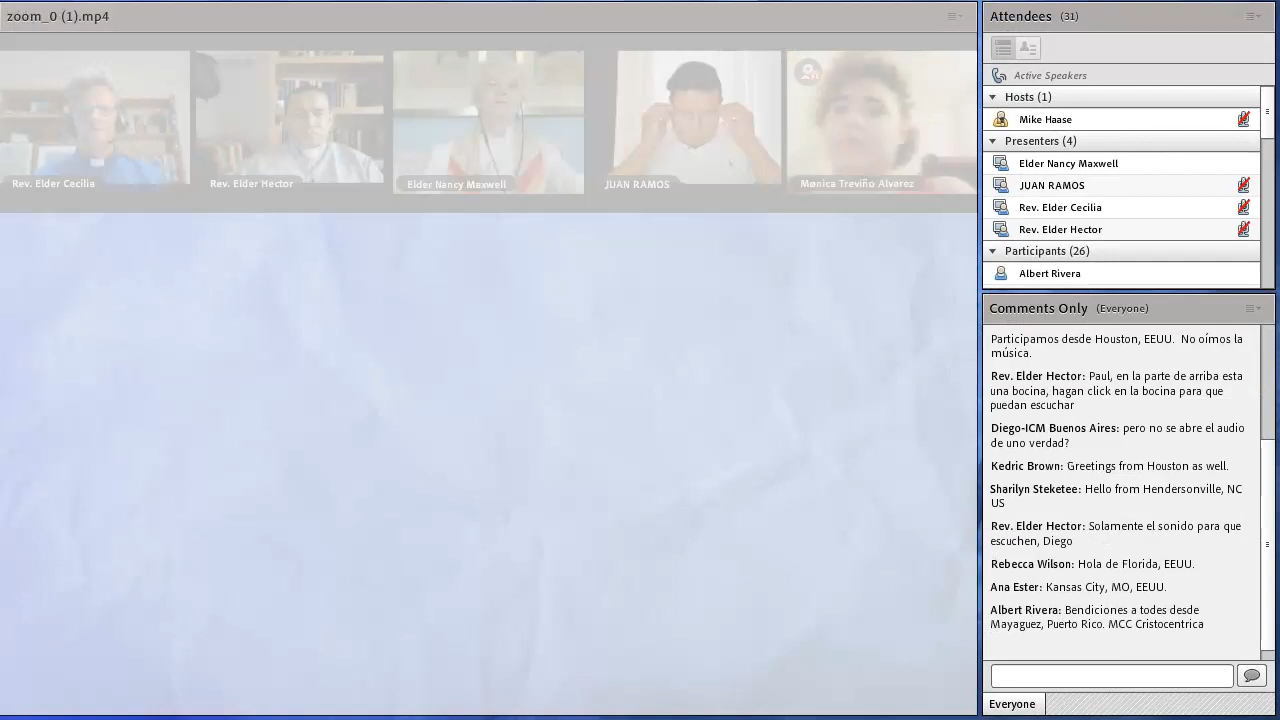 zoom_0 (1).mp4
Rev. Elder Cecilia
Rev. Elder Hector
Elder Nancy Maxwell
JUAN RAMOS
Monica Treviño Alvarez
Attendees (31)
Active Speakers
Hosts (1)
Mike Haase
Presenters (4)
Elder Nancy Maxwell
JUAN RAMOS
Rev. Elder Cecilia
Rev. Elder Hector
Participants (26)
Albert Rivera
Comments Only (Everyone)
Participamos desde Houston, EEUU. No oímos la
música.
Rev. Elder Hector: Paul, en la parte de arriba esta
una bocina, hagan click en la bocina para que
puedan escuchar
Diego-ICM Buenos Aires: pero no se abre el audio
de uno verdad?
Kedric Brown: Greetings from Houston as well.
Sharilyn Steketee: Hello from Hendersonville, NC
US
Rev. Elder Hector: Solamente el sonido para que
escuchen, Diego
Rebecca Wilson: Hola de Florida, EEUU.
Ana Ester: Kansas City, MO, EEUU.
Albert Rivera: Bendiciones a todes desde
Mayaguez, Puerto Rico. MCC Cristocentrica
Everyone